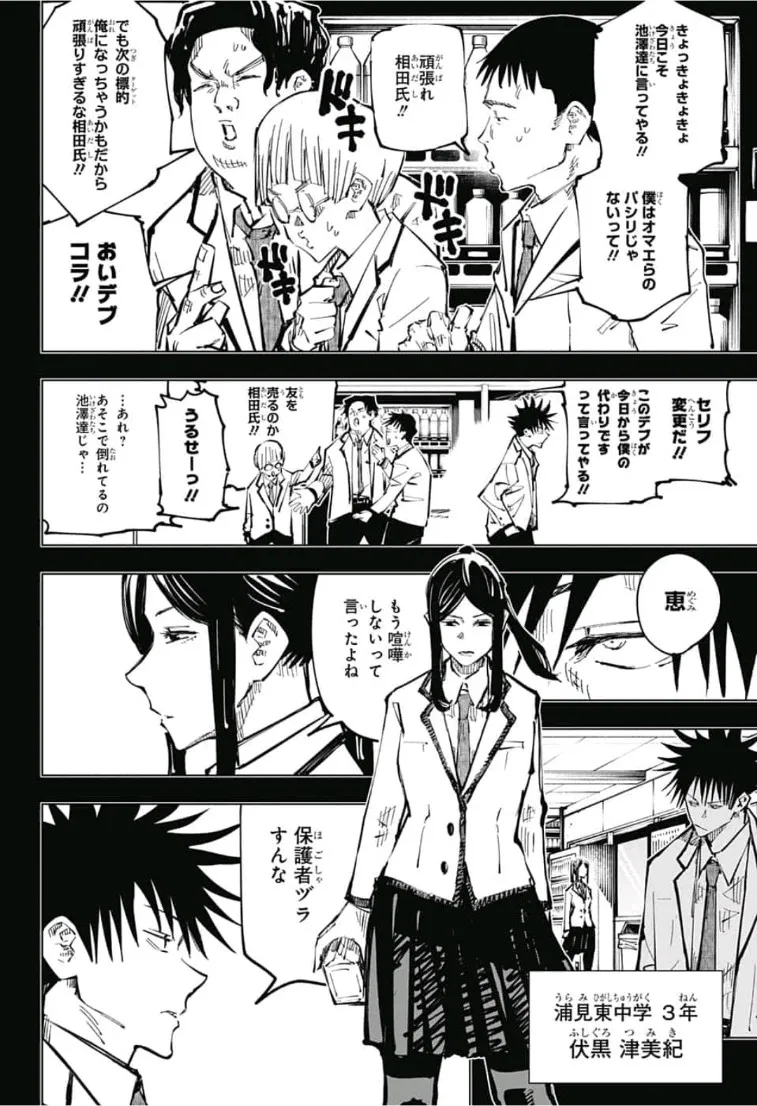 きょっきょきょきょ
今日こそ
池澤達に言ってやる!!
僕はオマエらの
パシリじゃ
ないって!!
頑張れ
相田氏!!
でも次の標的
俺になっちゃうかもだから
頑張りすぎるな相田氏!!
ドキ
ドキ
ドキ
おいデブ
コラ!!
セリフ
変更だ!!
このデブが
今日から僕の
代わりです
って言ってやる!!
友を
売るのか
相田氏!!
うるせーっ!!
…あれ?
あそこで倒れてるの
池澤達じゃ…
恵
もう喧嘩
しないって
言ったよね
保護者ヅラ
すんな
浦見東中学 3年
伏黒 津美紀